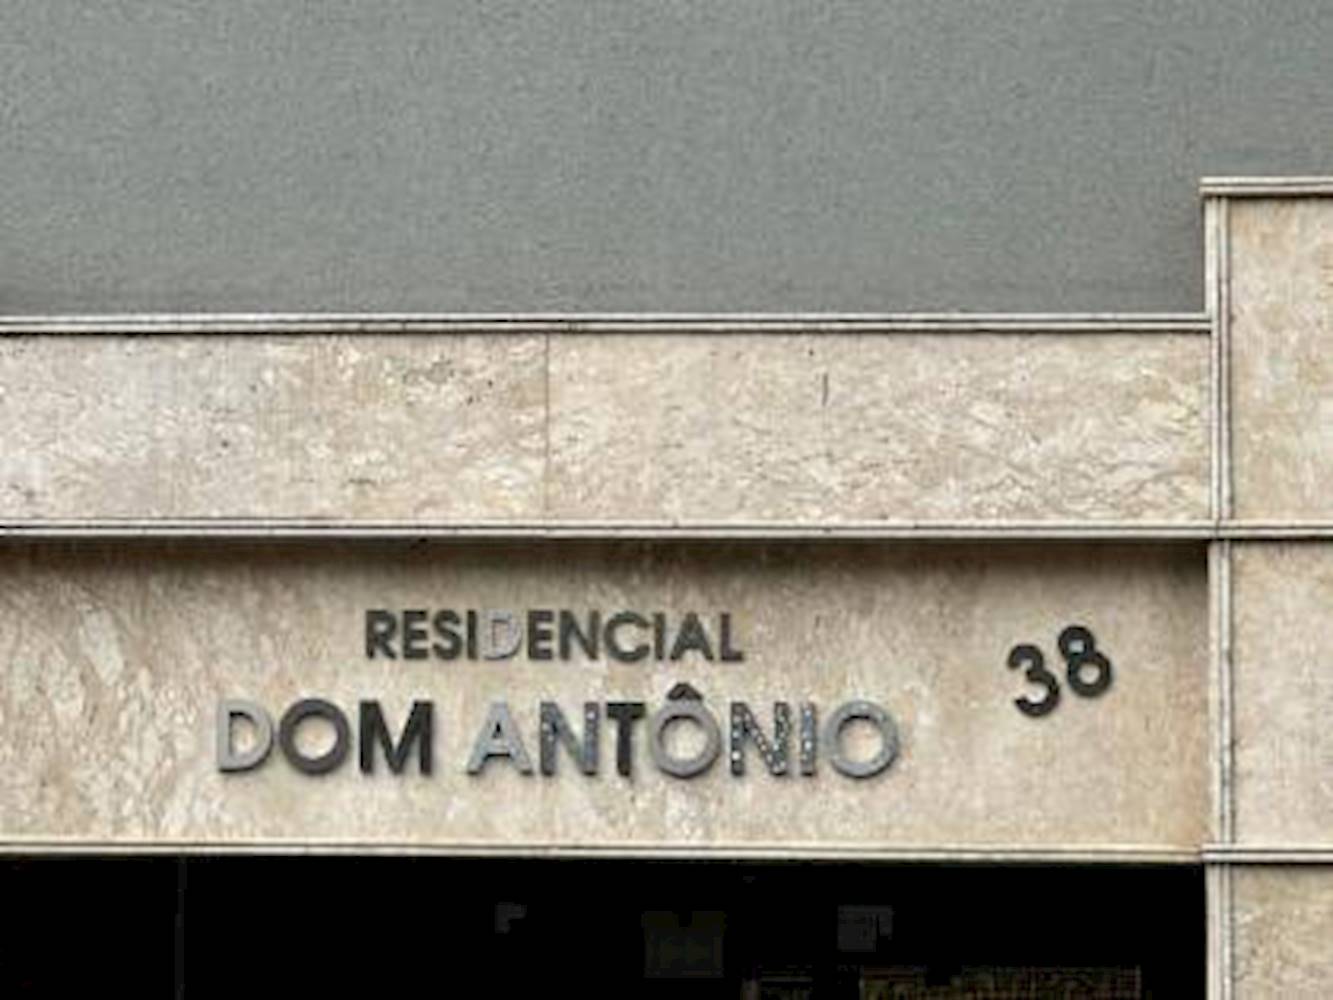 RESIDENCIAL
DOM ANTÔNIO
38